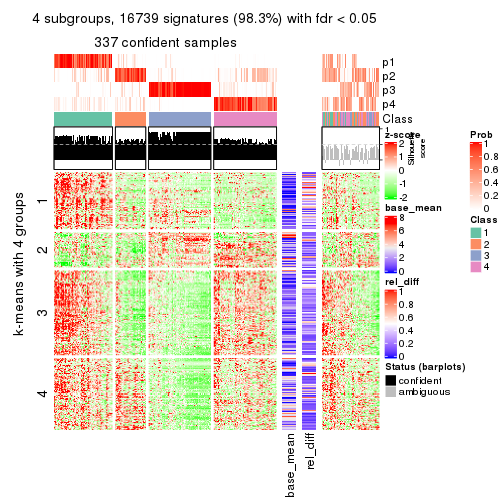 4 subgroups, 16739 signatures (98.3%) with fdr < 0.05
337 confident samples
p1
p2
p3
p4
Class
1
Silhouette
score
z-score
2
1
0
-1
-2
base_mean
8
6
4
2
0
rel_diff
1
0.8
0.6
0.4
0.2
0
Status (barplots)
confident
ambiguous
Prob
1
0.8
0.6
0.4
0.2
0
Class
1
2
3
4
k-means with 4 groups
1
2
3
4
base_mean
rel_diff